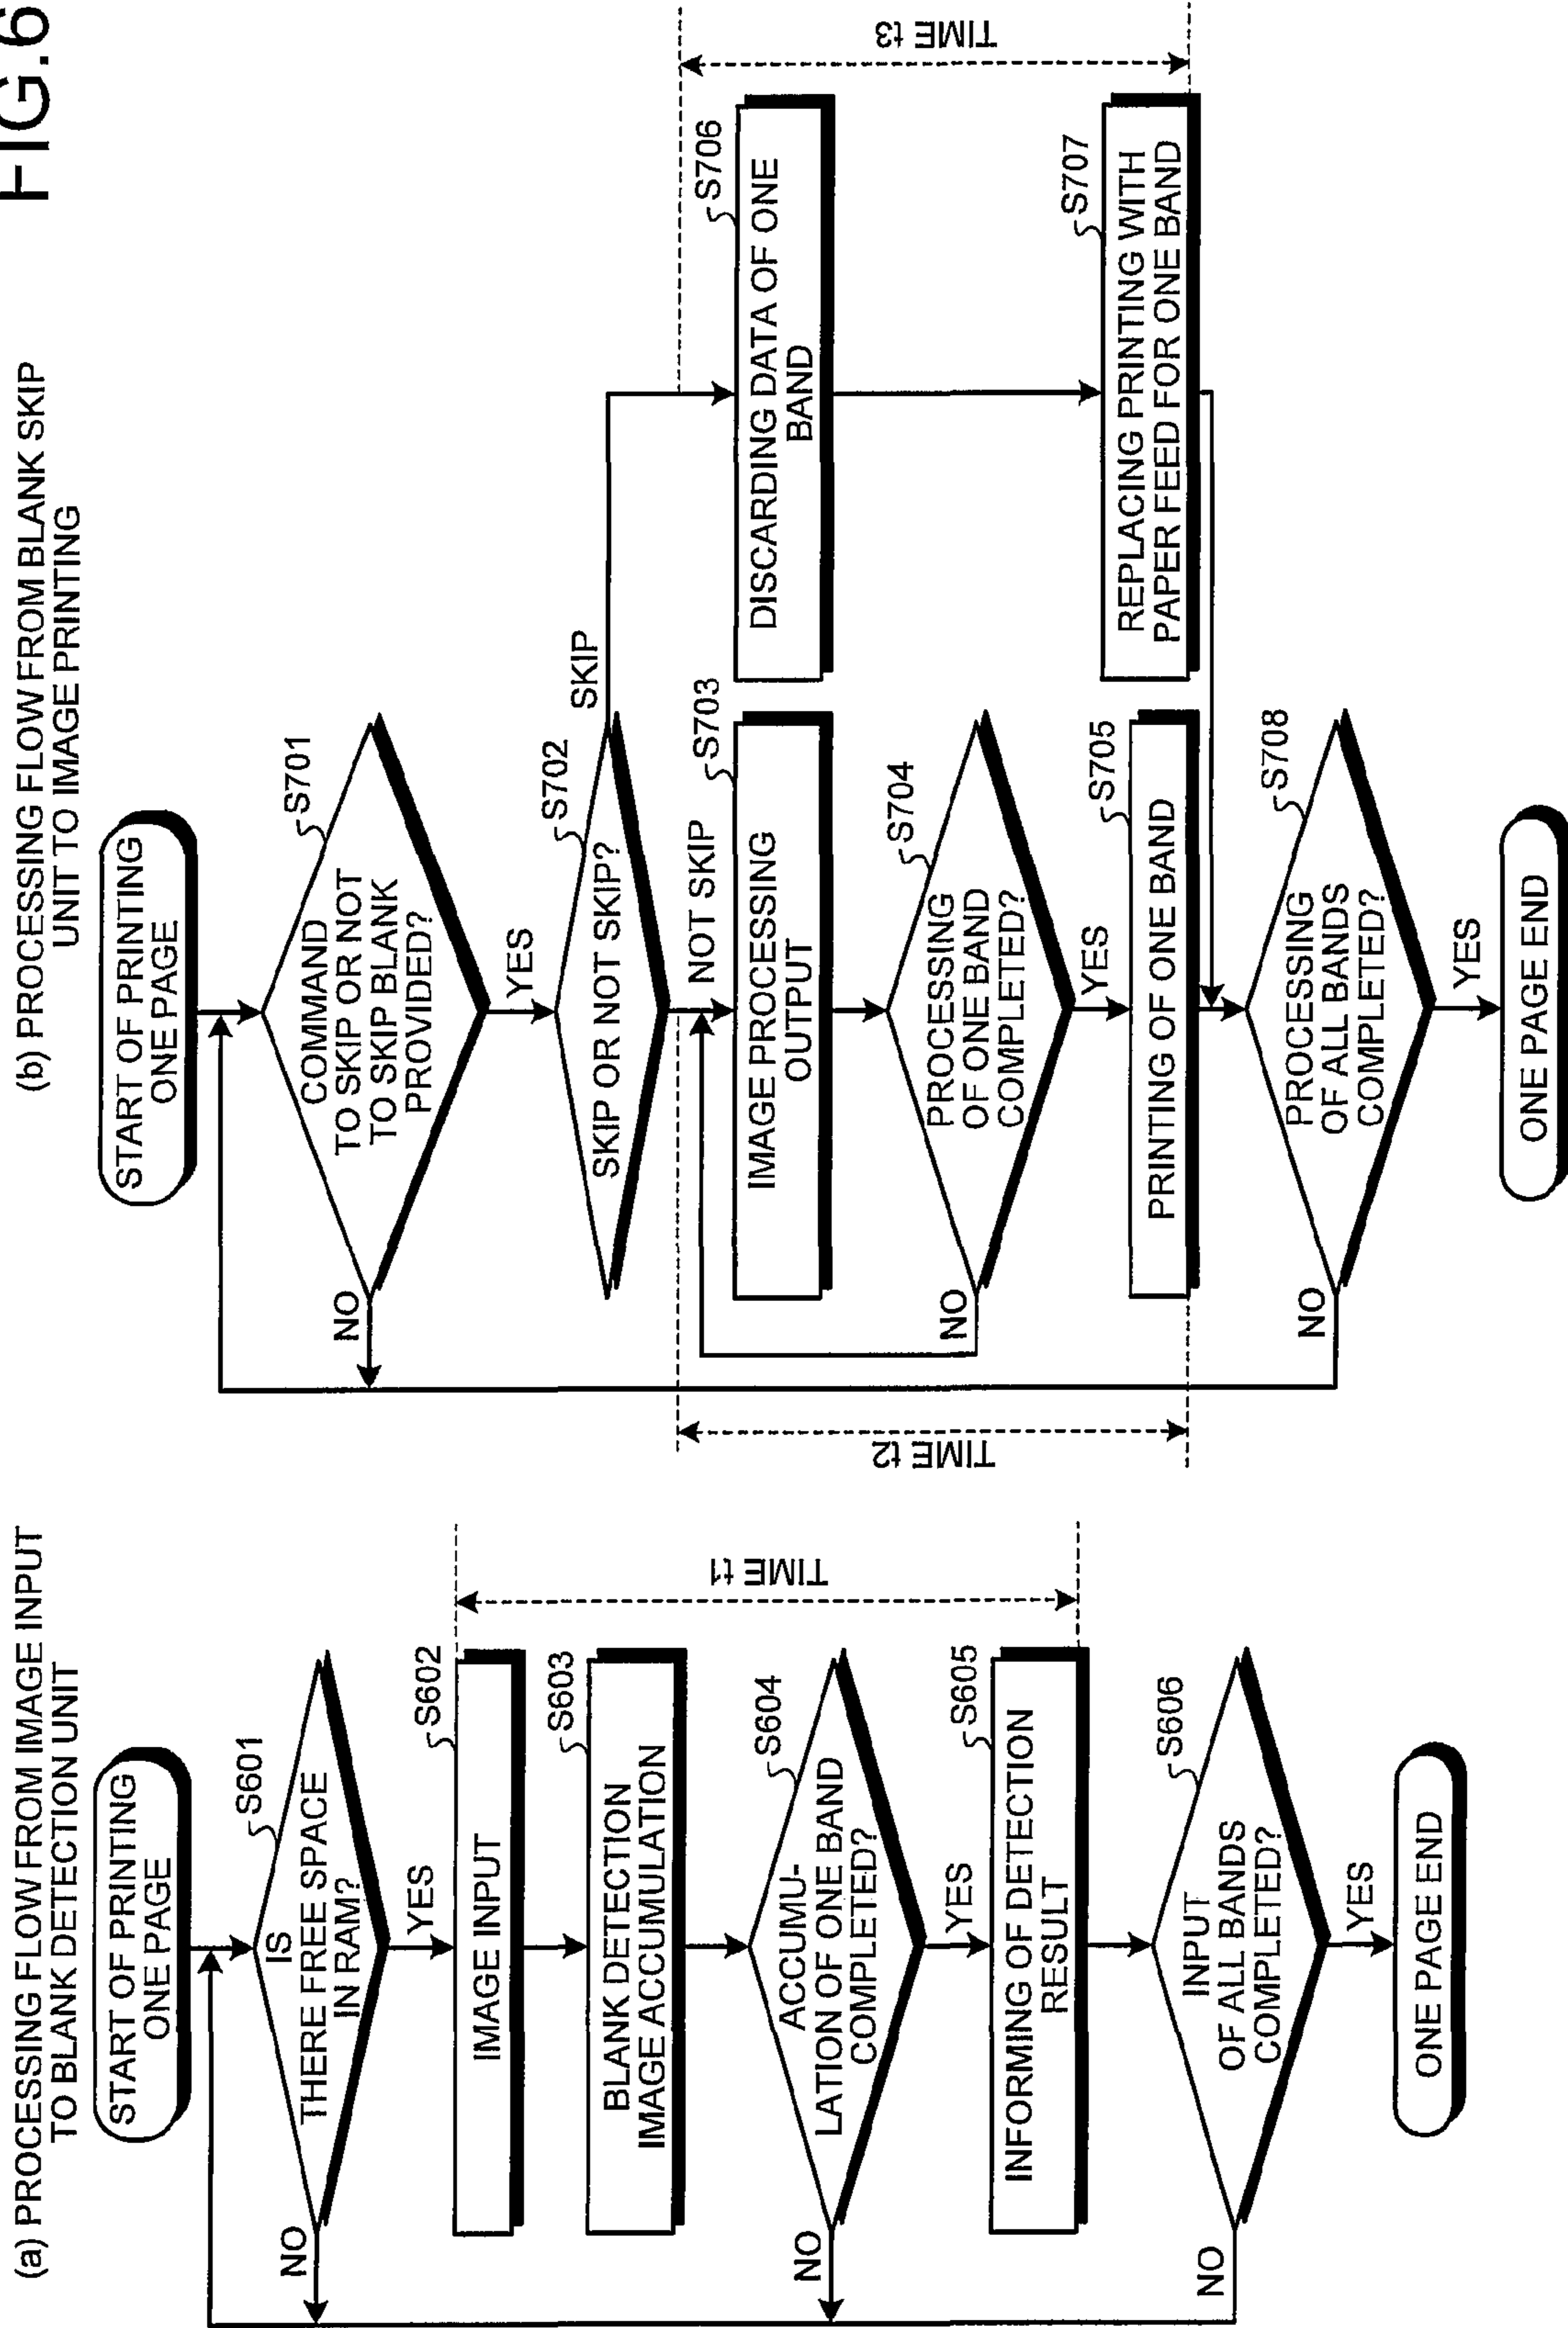 FIG.6
(a) PROCESSING FLOW FROM IMAGE INPUT
TO BLANK DETECTION UNIT
START OF PRINTING
ONE PAGE
S601
IS
THERE FREE SPACE
IN RAM?
NO
YES
S602
IMAGE INPUT
S603
BLANK DETECTION
IMAGE ACCUMULATION
S604
ACCUMU-
LATION OF ONE BAND
COMPLETED?
NO
YES
S605
INFORMING OF DETECTION
RESULT
TIME t1
S606
INPUT
OF ALL BANDS
COMPLETED?
NO
YES
ONE PAGE END
(b) PROCESSING FLOW FROM BLANK SKIP
UNIT TO IMAGE PRINTING
START OF PRINTING
ONE PAGE
S701
COMMAND
TO SKIP OR NOT
TO SKIP BLANK
PROVIDED?
NO
YES
S702
SKIP OR NOT SKIP?
SKIP
NOT SKIP
S703
IMAGE PROCESSING
OUTPUT
S704
PROCESSING
OF ONE BAND
COMPLETED?
NO
YES
S705
PRINTING OF ONE BAND
TIME t2
S706
DISCARDING DATA OF ONE
BAND
S707
REPLACING PRINTING WITH
PAPER FEED FOR ONE BAND
TIME t3
S708
PROCESSING
OF ALL BANDS
COMPLETED?
NO
YES
ONE PAGE END